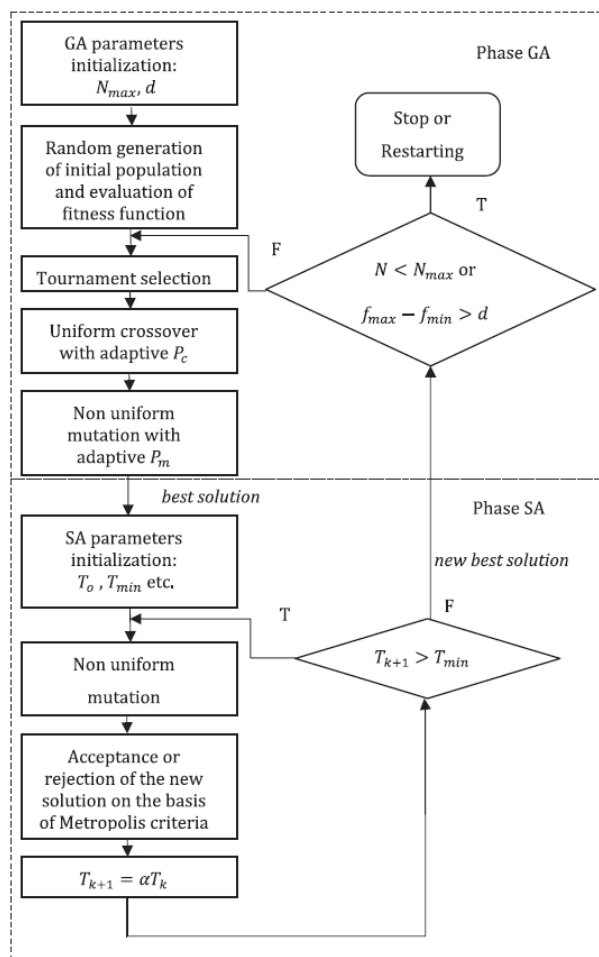 GA parameters
initialization:
N_max, d
Phase GA
Stop or
Restarting
Random generation
of initial population
and evaluation of
fitness function
T
F
N < N_max or
f_max − f_min > d
Tournament selection
Uniform crossover
with adaptive P_c
Non uniform
mutation with
adaptive P_m
best solution
Phase SA
SA parameters
initialization:
T_o , T_min etc.
new best solution
T
F
T_{k+1} > T_min
Non uniform
mutation
Acceptance or
rejection of the new
solution on the basis
of Metropolis criteria
T_{k+1} = αT_k